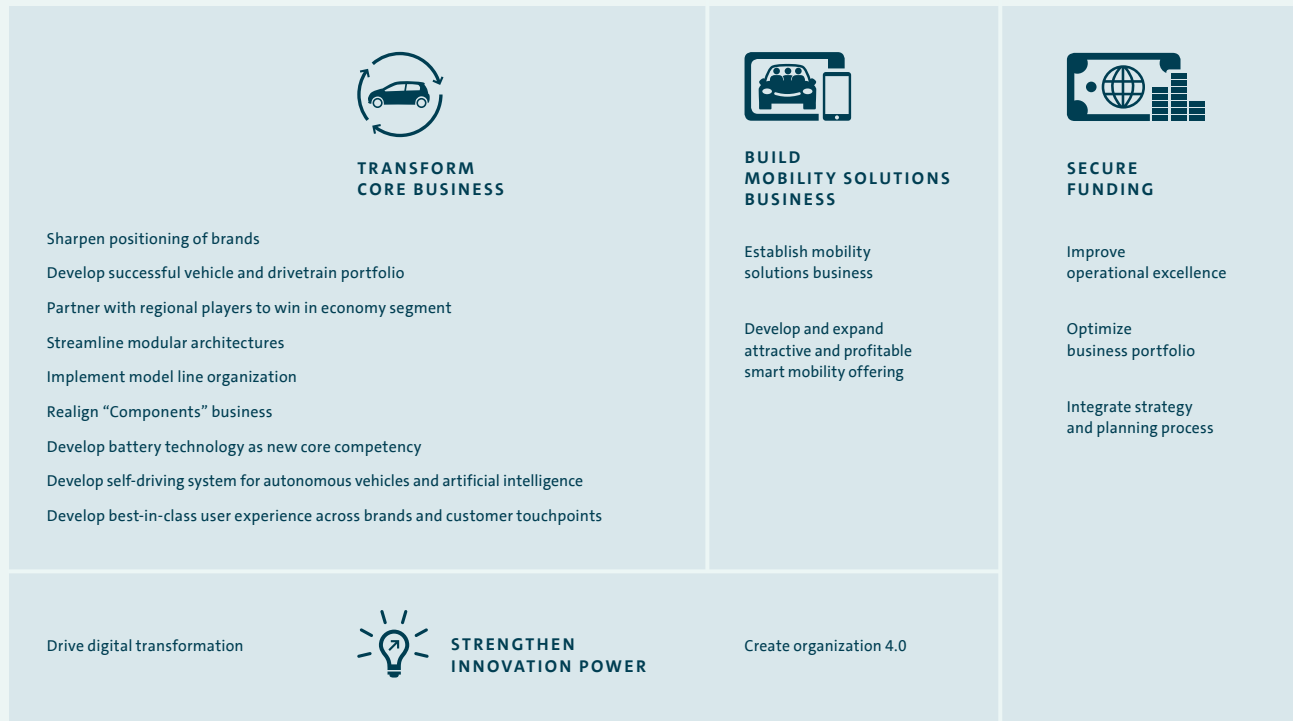 TRANSFORM
CORE BUSINESS
Sharpen positioning of brands
Develop successful vehicle and drivetrain portfolio
Partner with regional players to win in economy segment
Streamline modular architectures
Implement model line organization
Realign “Components” business
Develop battery technology as new core competency
Develop self-driving system for autonomous vehicles and artificial intelligence
Develop best-in-class user experience across brands and customer touchpoints
BUILD
MOBILITY SOLUTIONS
BUSINESS
Establish mobility
solutions business
Develop and expand
attractive and profitable
smart mobility offering
SECURE
FUNDING
Improve
operational excellence
Optimize
business portfolio
Integrate strategy
and planning process
Drive digital transformation
STRENGTHEN
INNOVATION POWER
Create organization 4.0